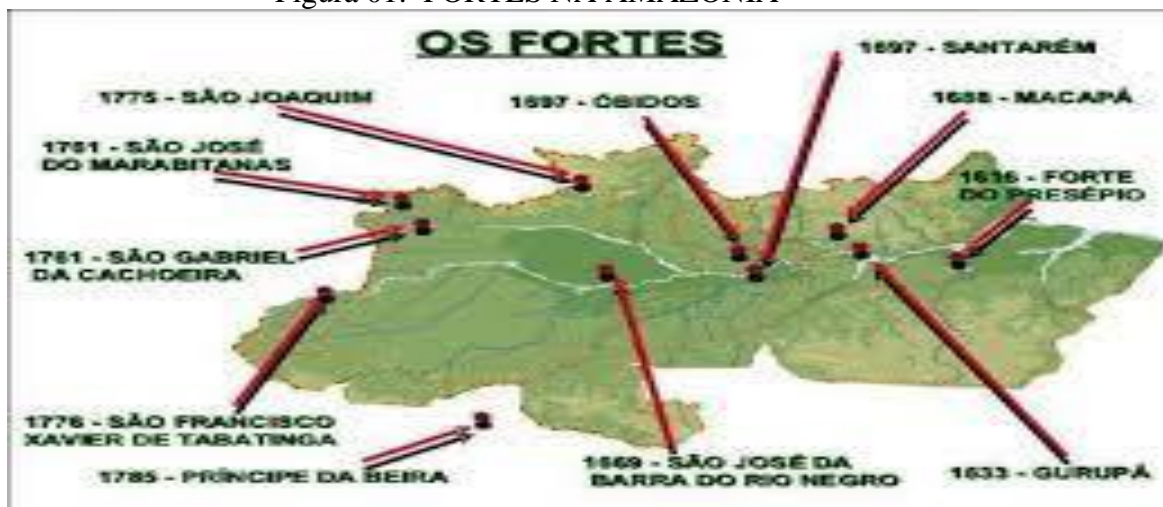 Figura 01: FORTES NA AMAZÔNIA
OS FORTES
1697 - SANTARÉM
1775 - SÃO JOAQUIM
1697 - ÓBIDOS
1688 - MACAPÁ
1761 - SÃO JOSÉ
DO MARABITANAS
1616 - FORTE
DO PRESÉPIO
1761 - SÃO GABRIEL
DA CACHOEIRA
1776 - SÃO FRANCISCO
XAVIER DE TABATINGA
1785 - PRÍNCIPE DA BEIRA
1669 - SÃO JOSÉ DA
BARRA DO RIO NEGRO
1633 - GURUPÁ